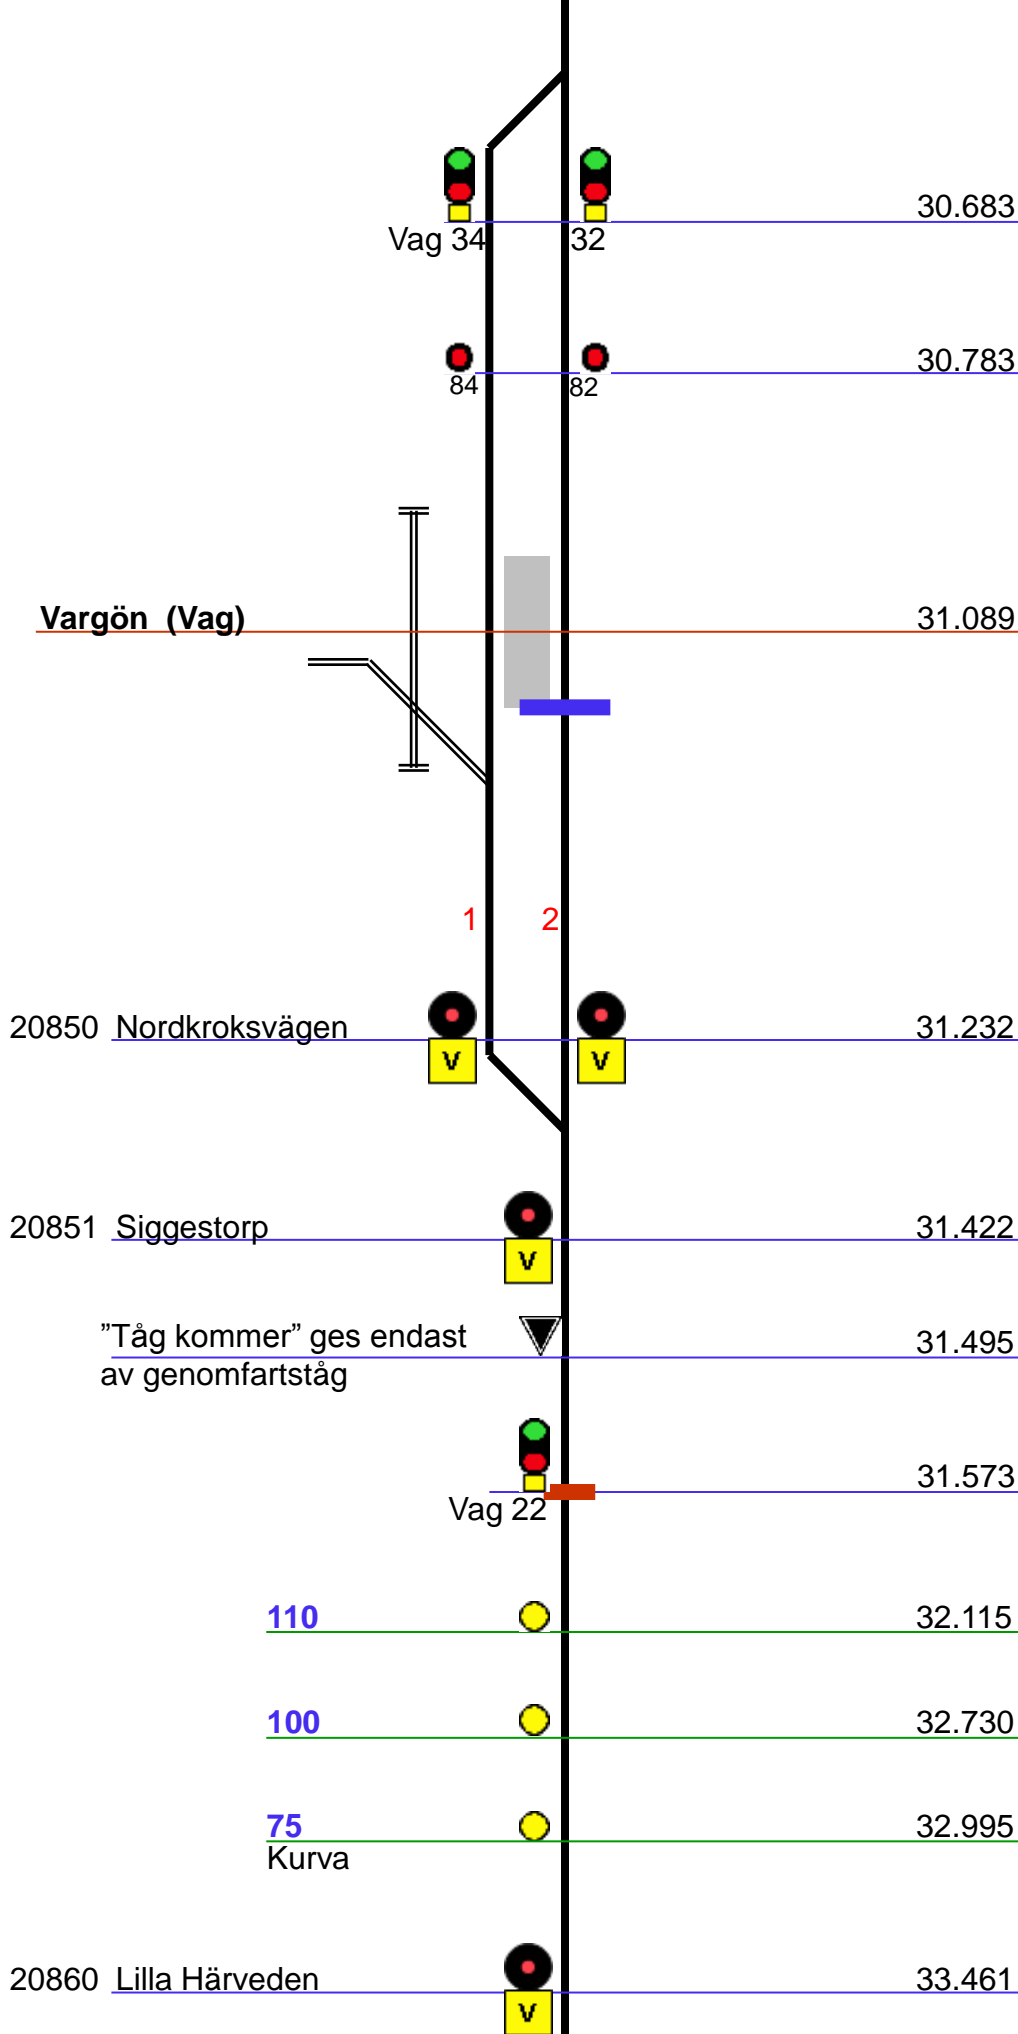 30.683
Vag 34
32
30.783
84
82
Vargön (Vag)
31.089
1
2
20850 Nordkroksvägen
31.232
V
V
20851 Siggestorp
31.422
V
”Tåg kommer” ges endast
av genomfartståg
31.495
31.573
Vag 22
110
32.115
100
32.730
75
32.995
Kurva
20860 Lilla Härveden
33.461
V